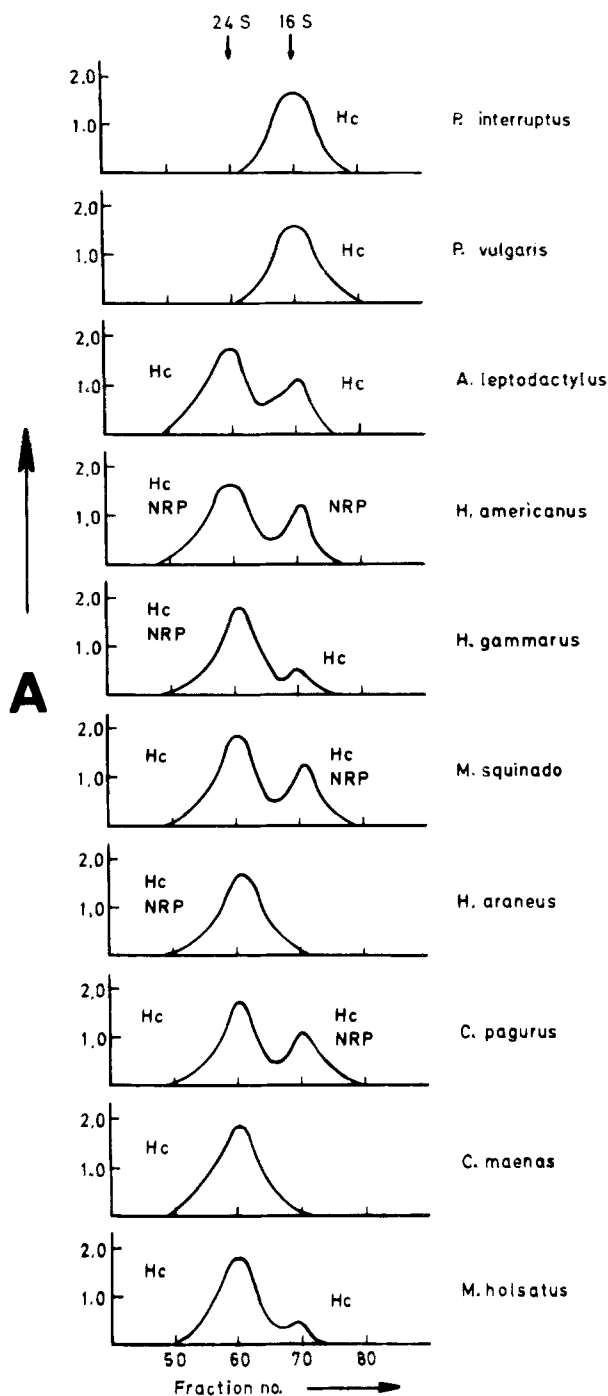 24 S 16 S
2.0
1.0
Hc
P. interruptus
2.0
1.0
Hc
P. vulgaris
2.0
1.0
Hc
Hc
A. leptodactylus
2.0
1.0
Hc
NRP
NRP
H. americanus
2.0
1.0
Hc
NRP
Hc
H. gammarus
A
2.0
1.0
Hc
Hc
NRP
M. squinado
2.0
1.0
Hc
NRP
H. araneus
2.0
1.0
Hc
Hc
NRP
C. pagurus
2.0
1.0
Hc
C. maenas
2.0
1.0
Hc
Hc
M. holsatus
50 60 70 80
Fraction no.